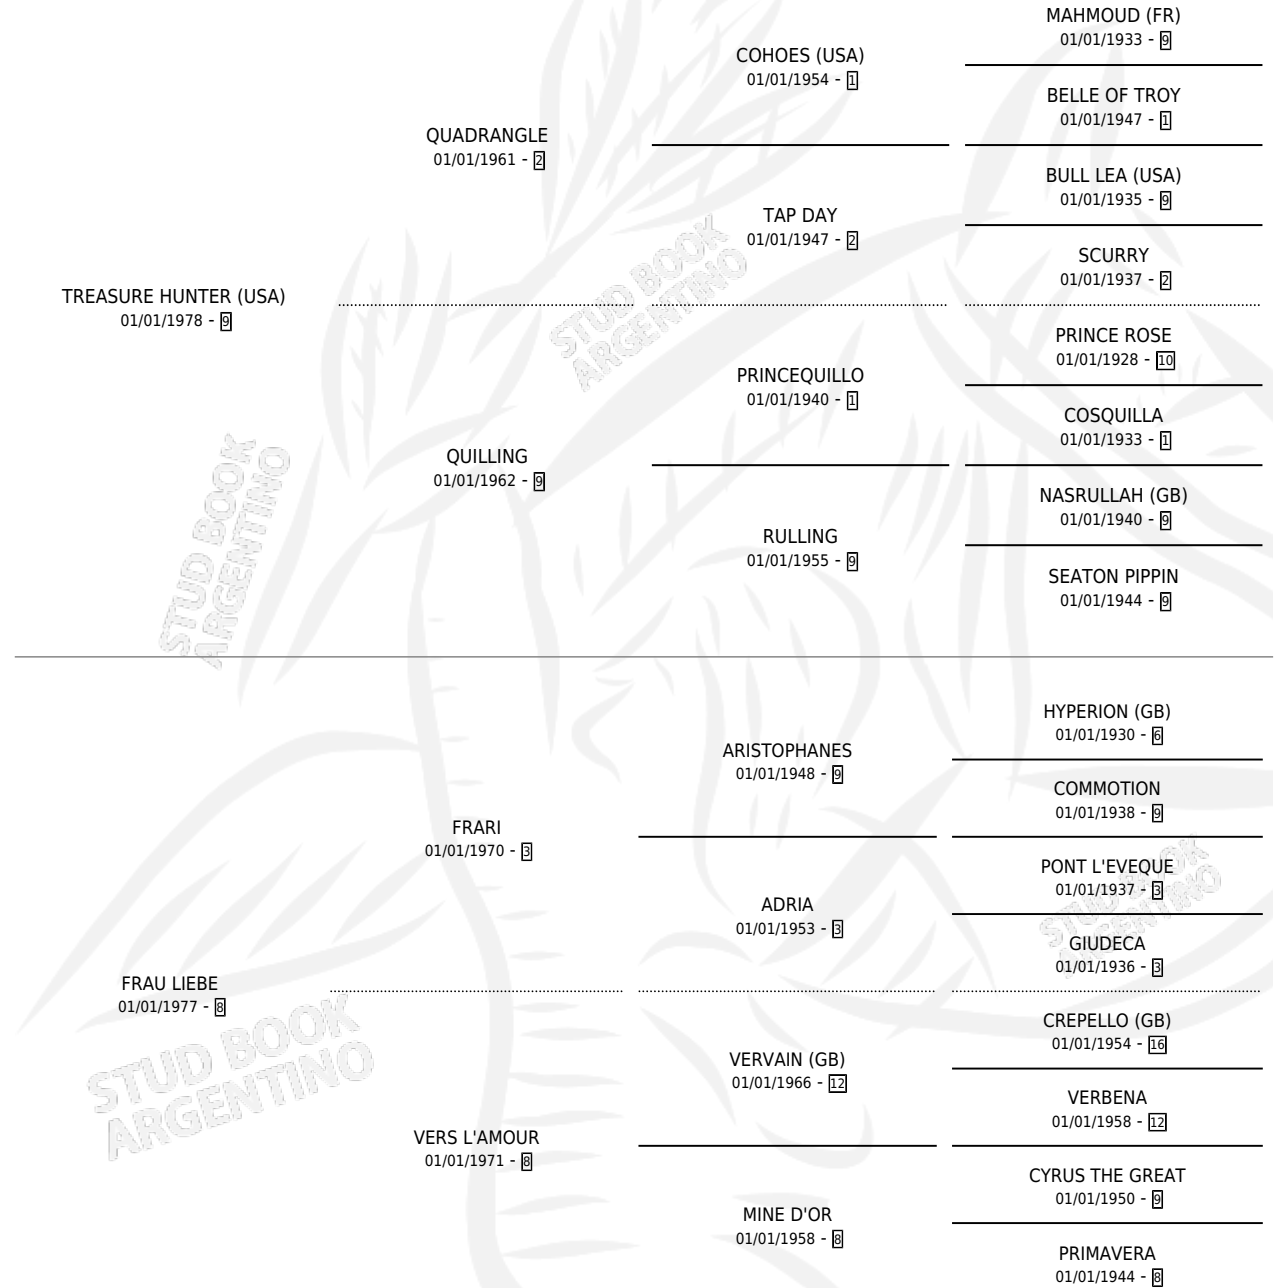 MAHMOUD (FR)
01/01/1933 - 9
COHOES (USA)
01/01/1954 - 1
BELLE OF TROY
01/01/1947 - 1
QUADRANGLE
01/01/1961 - 2
BULL LEA (USA)
01/01/1935 - 9
TAP DAY
01/01/1947 - 2
SCURRY
01/01/1937 - 2
TREASURE HUNTER (USA)
01/01/1978 - 9
PRINCE ROSE
01/01/1928 - 10
PRINCEQUILLO
01/01/1940 - 1
COSQUILLA
01/01/1933 - 1
QUILLING
01/01/1962 - 9
NASRULLAH (GB)
01/01/1940 - 9
RULLING
01/01/1955 - 9
SEATON PIPPIN
01/01/1944 - 9
HYPERION (GB)
01/01/1930 - 6
ARISTOPHANES
01/01/1948 - 9
COMMOTION
01/01/1938 - 9
FRARI
01/01/1970 - 3
PONT L'EVEQUE
01/01/1937 - 3
ADRIA
01/01/1953 - 3
GIUDECA
01/01/1936 - 3
FRAU LIEBE
01/01/1977 - 8
CREPELLO (GB)
01/01/1954 - 16
VERVAIN (GB)
01/01/1966 - 12
VERBENA
01/01/1958 - 12
VERS L'AMOUR
01/01/1971 - 8
CYRUS THE GREAT
01/01/1950 - 9
MINE D'OR
01/01/1958 - 8
PRIMAVERA
01/01/1944 - 8
STUD BOOK
ARGENTINO
STUD BOOK
ARGENTINO
STUD BOOK
ARGENTINO
STUD BOOK
ARGENTINO